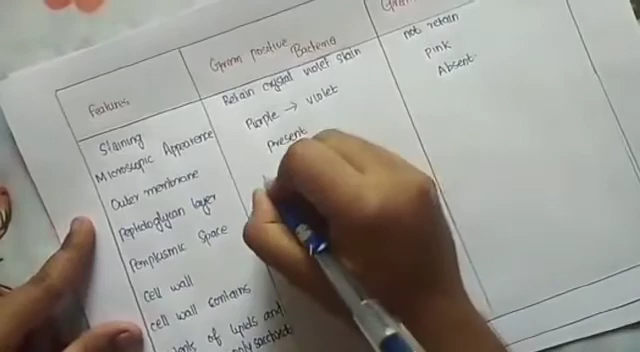 Features Gram positive Bacteria
Staining Retain crystal violet stain not retain
Microscopic Appearence Purple → violet Pink
Outer membrane Present Absent
Peptidoglycan layer
Periplasmic space
Cell wall
Cell wall contains
of lipids and